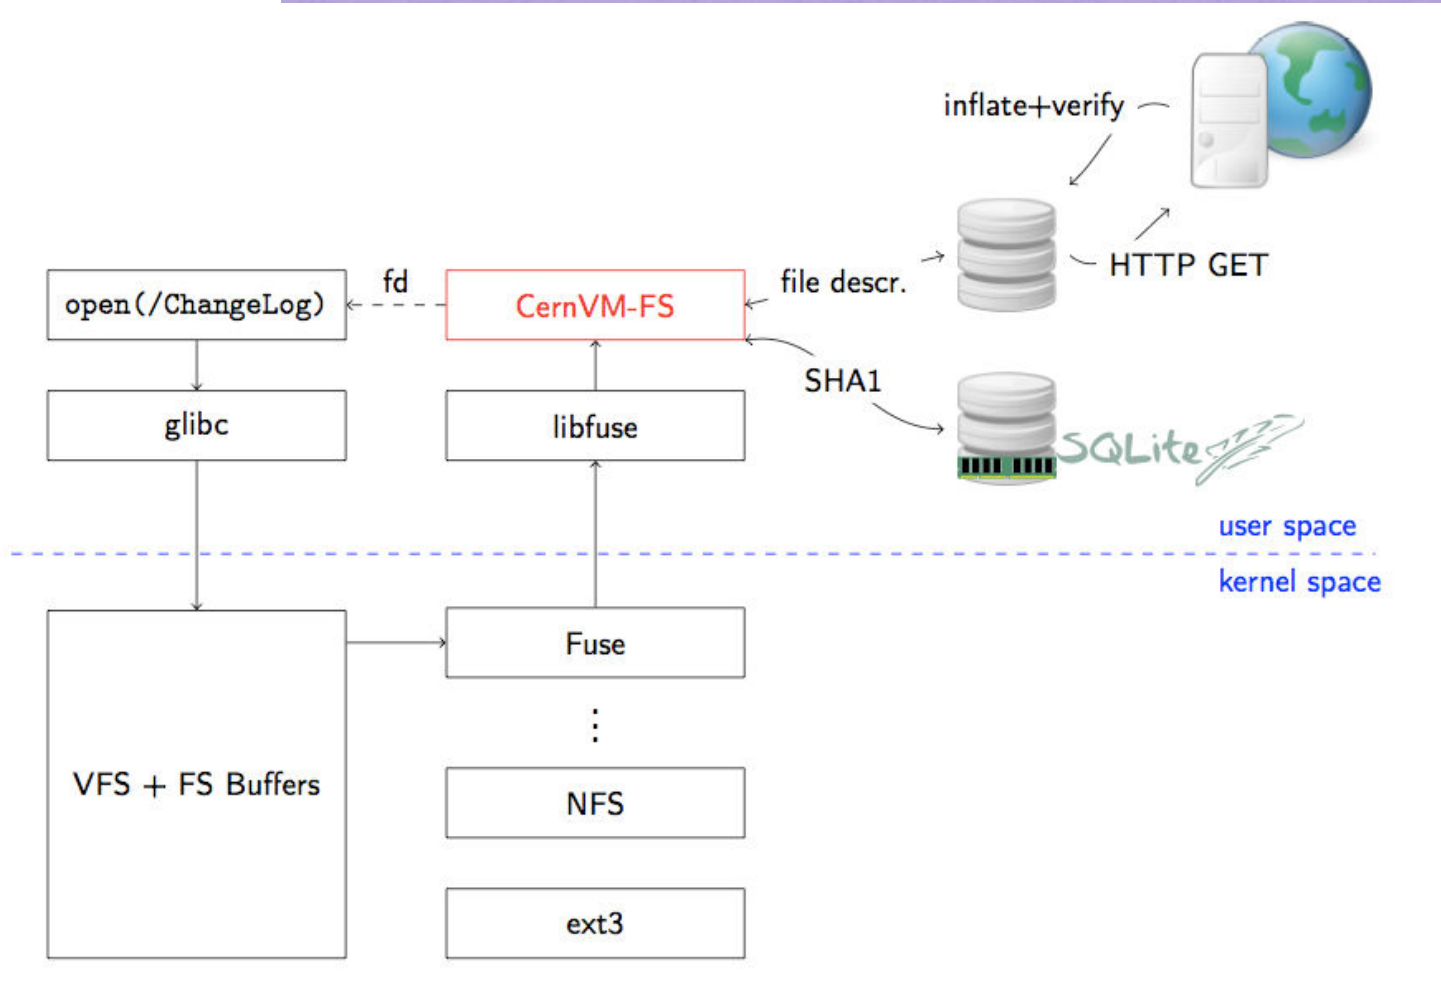 inflate+verify
HTTP GET
fd
file descr.
open(/ChangeLog)
CernVM-FS
SHA1
glibc
libfuse
SQLite
user space
kernel space
Fuse
⋮
VFS + FS Buffers
NFS
ext3